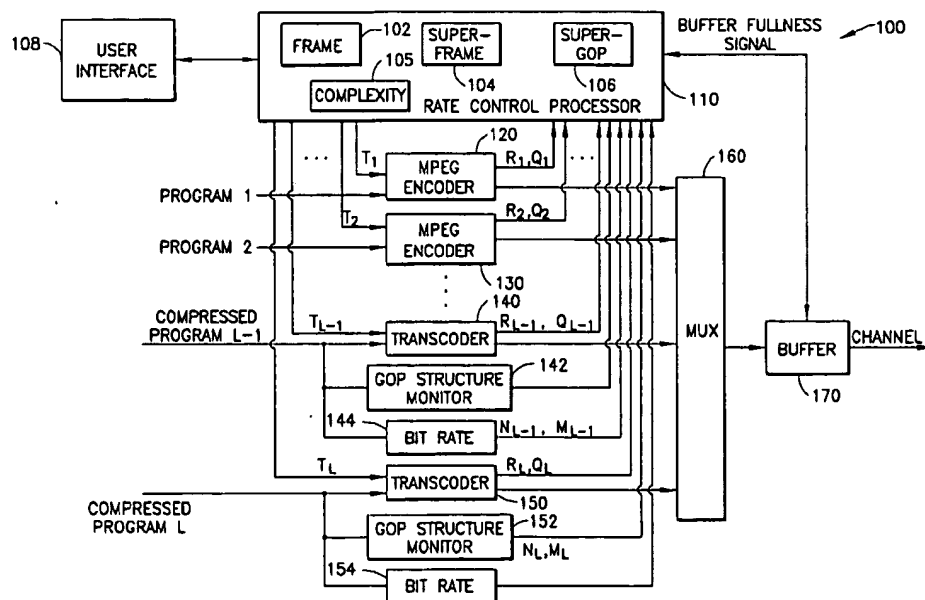 108
USER
INTERFACE
FRAME
102
105
COMPLEXITY
SUPER-
FRAME
104
SUPER-
GOP
106
RATE CONTROL PROCESSOR
110
BUFFER FULLNESS
SIGNAL
100
...
T1
120
MPEG
ENCODER
R1,Q1
...
PROGRAM 1
T2
MPEG
ENCODER
R2,Q2
PROGRAM 2
130
160
MUX
COMPRESSED
PROGRAM L-1
TL-1
140
TRANSCODER
RL-1, QL-1
GOP STRUCTURE
MONITOR
142
144
BIT RATE
NL-1, ML-1
BUFFER
170
CHANNEL
COMPRESSED
PROGRAM L
TL
TRANSCODER
RL,QL
150
GOP STRUCTURE
MONITOR
152
NL,ML
154
BIT RATE